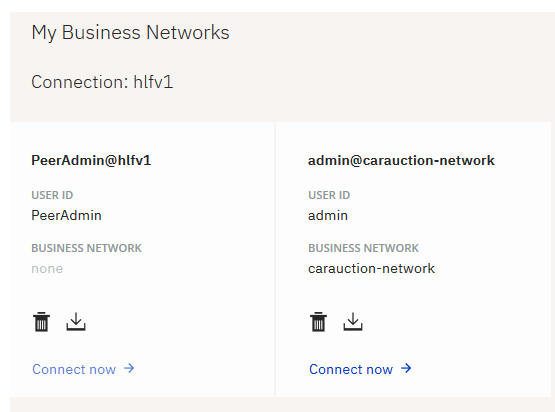 My Business Networks
Connection: hlfv1
PeerAdmin@hlfv1
USER ID
PeerAdmin
BUSINESS NETWORK
none
Connect now →
admin@carauction-network
USER ID
admin
BUSINESS NETWORK
carauction-network
Connect now →